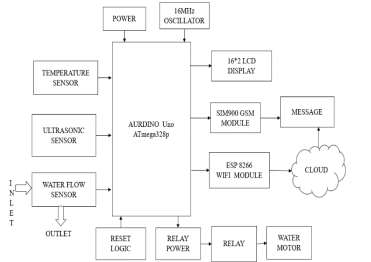 POWER
16MHz
OSCILLATOR
TEMPERATURE
SENSOR
AURDINO Uno
ATmega328p
16*2 LCD
DISPLAY
SIM900 GSM
MODULE
MESSAGE
ULTRASONIC
SENSOR
ESP 8266
WIFI MODULE
CLOUD
INLET
WATER FLOW
SENSOR
OUTLET
RESET
LOGIC
RELAY
POWER
RELAY
WATER
MOTOR